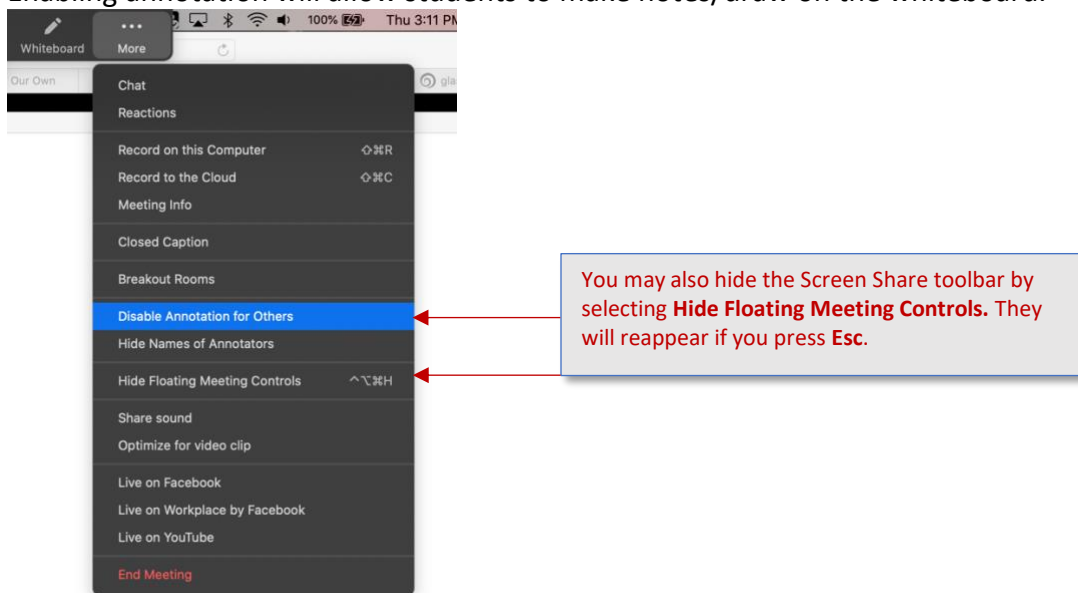 Enabling annotation will allow students to make notes/draw on the whiteboard.
100% Thu 3:11 PM
Whiteboard More
Our Own
Chat
Reactions
Record on this Computer ⇧⌘R
Record to the Cloud ⇧⌘C
Meeting Info
Closed Caption
Breakout Rooms
Disable Annotation for Others
Hide Names of Annotators
Hide Floating Meeting Controls ^⌥⌘H
Share sound
Optimize for video clip
Live on Facebook
Live on Workplace by Facebook
Live on YouTube
End Meeting
You may also hide the Screen Share toolbar by
selecting Hide Floating Meeting Controls. They
will reappear if you press Esc.